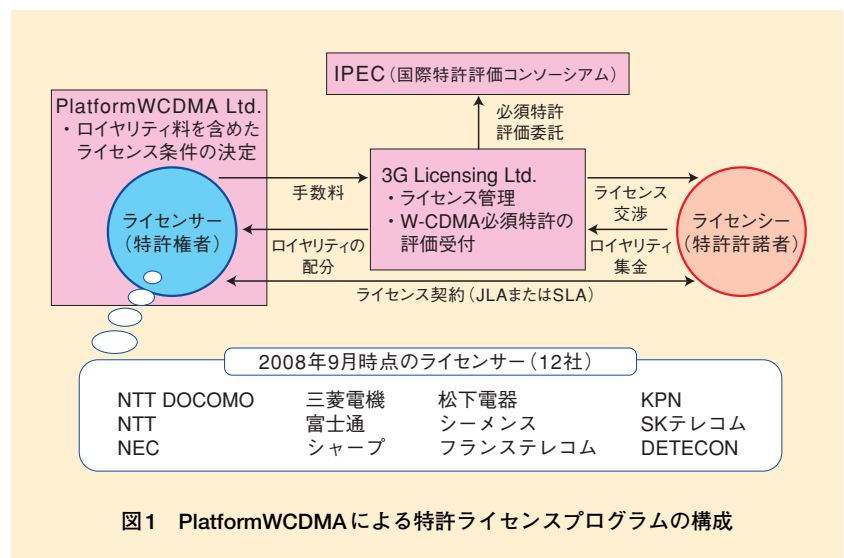 IPEC（国際特許評価コンソーシアム）
PlatformWCDMA Ltd.
・ロイヤリティ料を含めた
ライセンス条件の決定
必須特許
評価委託
手数料
3G Licensing Ltd.
・ライセンス管理
・W-CDMA必須特許の
評価受付
ライセンス
交渉
ライセンサー
（特許権者）
ロイヤリティの
配分
ロイヤリティ
集金
ライセンシー
（特許許諾者）
ライセンス契約（JLAまたはSLA）
2008年9月時点のライセンサー（12社）
NTT DOCOMO 三菱電機 松下電器 KPN
NTT 富士通 シーメンス SKテレコム
NEC シャープ フランステレコム DETECON
図1 PlatformWCDMAによる特許ライセンスプログラムの構成